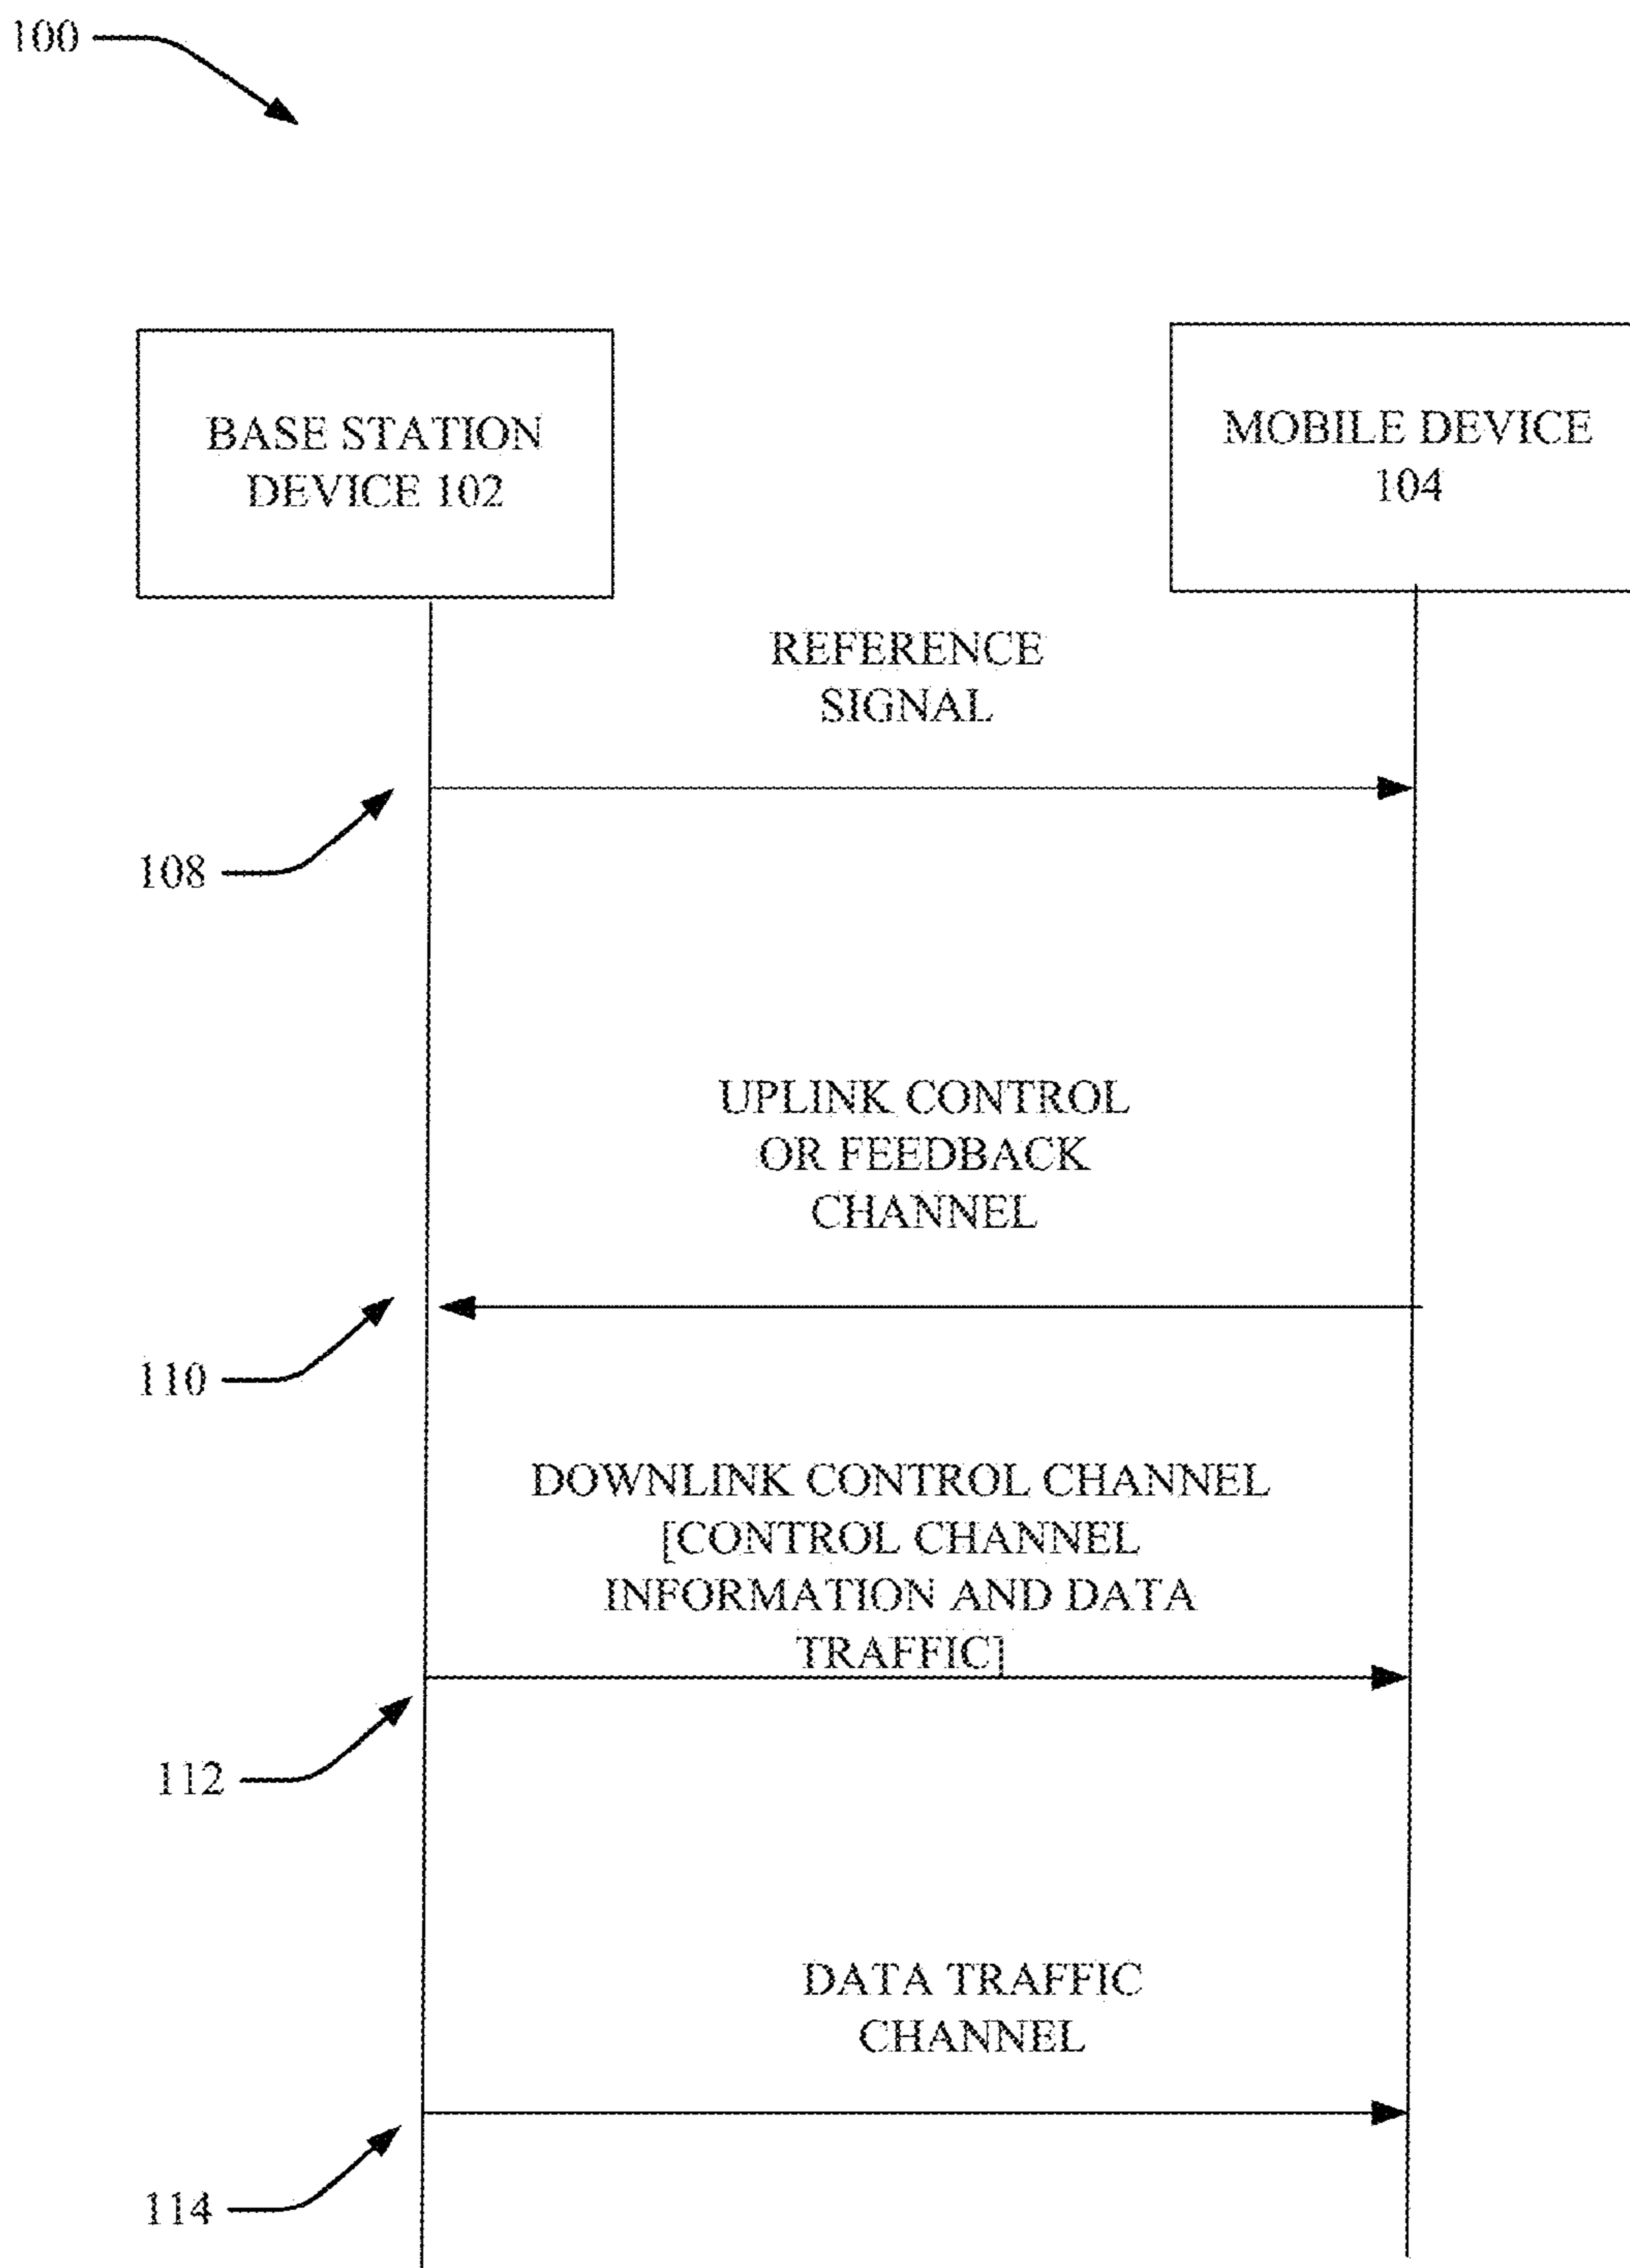 100
BASE STATION
DEVICE 102
MOBILE DEVICE
104
REFERENCE
SIGNAL
108
UPLINK CONTROL
OR FEEDBACK
CHANNEL
110
DOWNLINK CONTROL CHANNEL
[CONTROL CHANNEL
INFORMATION AND DATA
TRAFFIC]
112
DATA TRAFFIC
CHANNEL
114